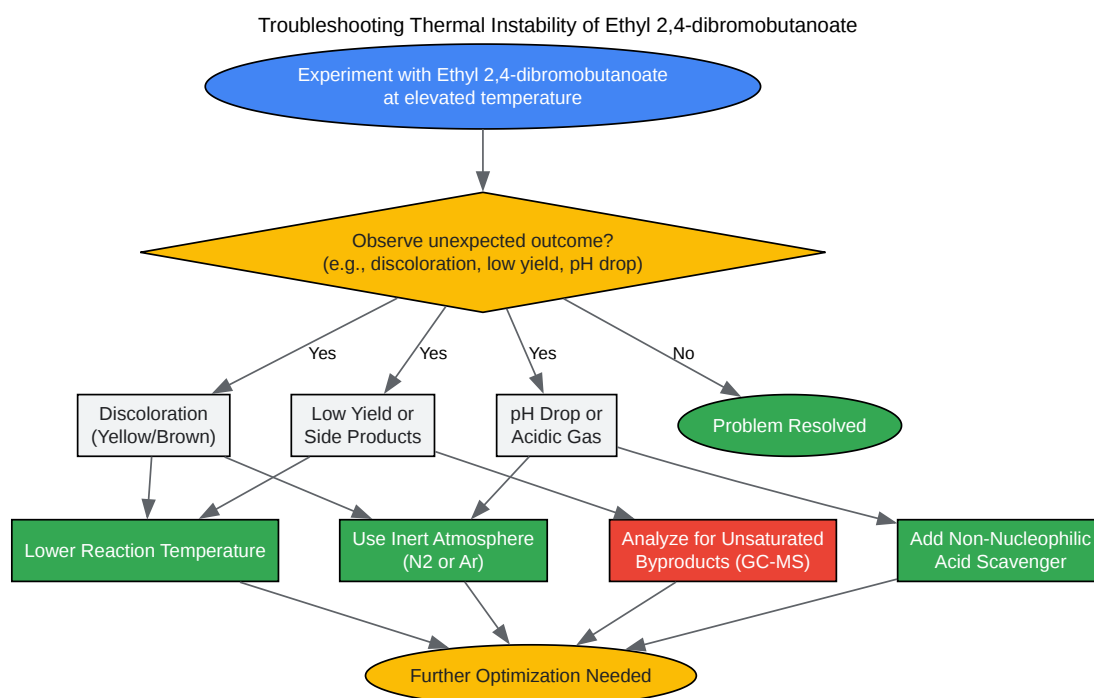 Troubleshooting Thermal Instability of Ethyl 2,4-dibromobutanoate
Experiment with Ethyl 2,4-dibromobutanoate
at elevated temperature
Observe unexpected outcome?
(e.g., discoloration, low yield, pH drop)
Yes
Yes
Yes
No
Discoloration
(Yellow/Brown)
Low Yield or
Side Products
pH Drop or
Acidic Gas
Problem Resolved
Lower Reaction Temperature
Use Inert Atmosphere
(N2 or Ar)
Analyze for Unsaturated
Byproducts (GC-MS)
Add Non-Nucleophilic
Acid Scavenger
Further Optimization Needed